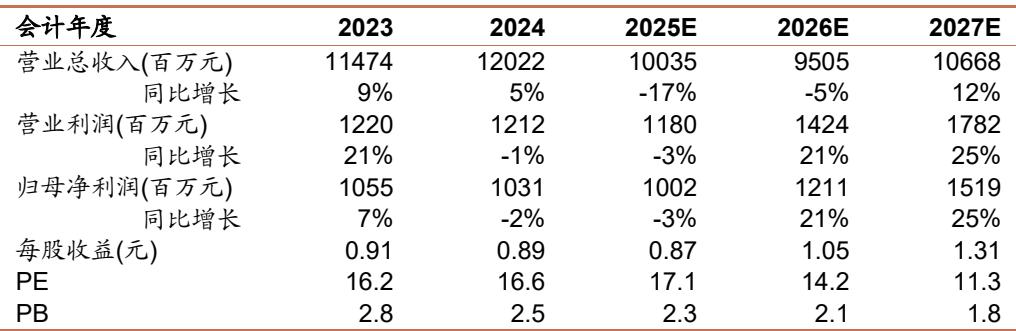 会计年度 2023 2024 2025E 2026E 2027E
营业总收入(百万元) 11474 12022 10035 9505 10668
同比增长 9% 5% -17% -5% 12%
营业利润(百万元) 1220 1212 1180 1424 1782
同比增长 21% -1% -3% 21% 25%
归母净利润(百万元) 1055 1031 1002 1211 1519
同比增长 7% -2% -3% 21% 25%
每股收益(元) 0.91 0.89 0.87 1.05 1.31
PE 16.2 16.6 17.1 14.2 11.3
PB 2.8 2.5 2.3 2.1 1.8